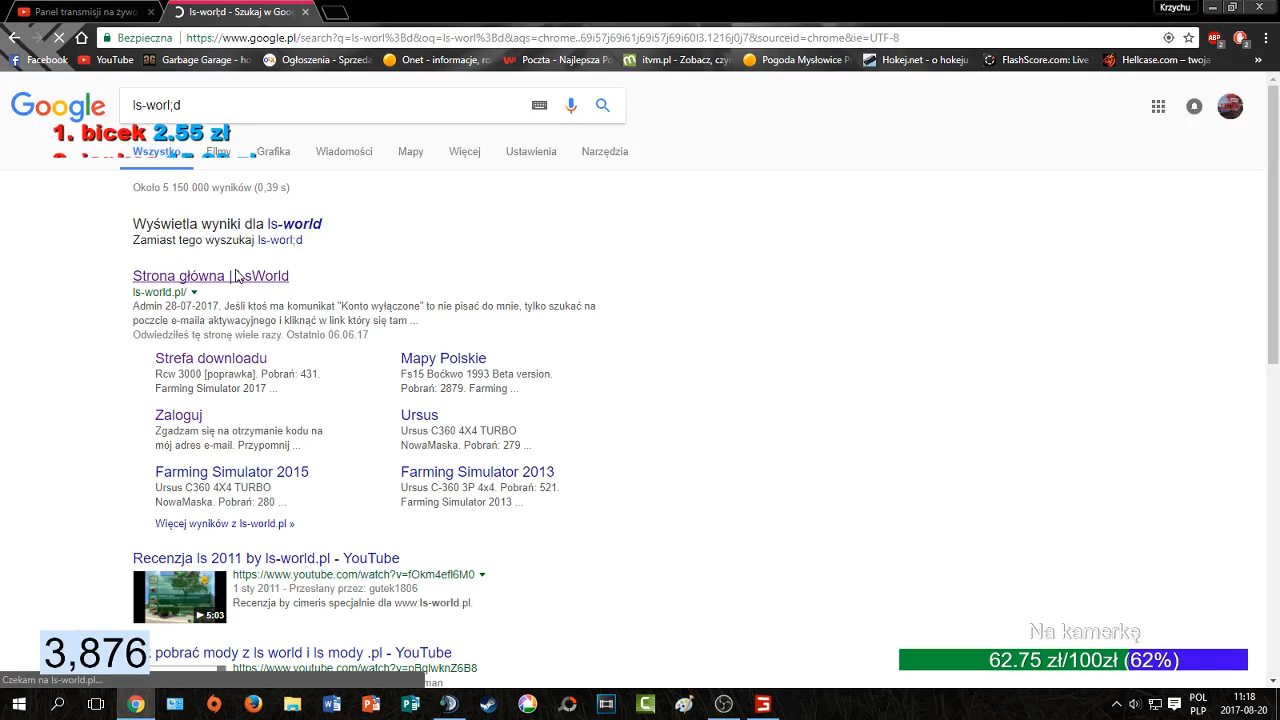 Panel transmisji na żywo
ls-worl;d - Szukaj w Goo
Krzychu
Bezpieczna
https://www.google.pl/search?q=ls-worl%3Bd&oq=ls-worl%3Bd&aqs=chrome..69i57j69i61j69i57j69i60l3.1216j0j7&sourceid=chrome&ie=UTF-8
Facebook YouTube Garbage Garage - ho Ogłoszenia - Sprzeda Onet - informacje, ro Poczta - Najlepsza Po itvm.pl - Zobacz, czy Pogoda Mysłowice Hokej.net - o hokeju FlashScore.com: Live Hellcase.com – twoja
Google
ls-worl;d
1. bicek 2.55 zł
Wszystko Filmy Grafika Wiadomości Mapy Więcej Ustawienia Narzędzia
Około 5 150 000 wyników (0,39 s)
Wyświetla wyniki dla ls-world
Zamiast tego wyszukaj ls-worl;d
Strona główna | LsWorld
ls-world.pl/
Admin 28-07-2017. Jeśli ktoś ma komunikat "Konto wyłączone" to nie pisać do mnie, tylko szukać na
poczcie e-maila aktywacyjnego i kliknąć w link który się tam ...
Odwiedziłeś tę stronę wiele razy. Ostatnio 06.06.17
Strefa downloadu
Rcw 3000 [poprawka]. Pobrań: 431.
Farming Simulator 2017 ...
Mapy Polskie
Fs15 Boćkwo 1993 Beta version.
Pobrań: 2879. Farming ...
Zaloguj
Zgadzam się na otrzymanie kodu na
mój adres e-mail. Przypomnij ...
Ursus
Ursus C360 4X4 TURBO
NowaMaska. Pobrań: 279 ...
Farming Simulator 2015
Ursus C360 4X4 TURBO
NowaMaska. Pobrań: 280 ...
Farming Simulator 2013
Ursus C-360 3P 4x4. Pobrań: 521.
Farming Simulator 2013 ...
Więcej wyników z ls-world.pl »
Recenzja ls 2011 by ls-world.pl - YouTube
https://www.youtube.com/watch?v=fOkm4efl6M0
1 sty 2011 - Przesłany przez: gutek1806
Recenzja by cimeris specjalnie dla www.ls-world.pl.
5:03
pobrać mody z ls world i ls mody .pl - YouTube
https://www.youtube.com/watch?v=pBglwknZ6B8
3,876
Na kamerkę
62.75 zł/100zł (62%)
Czekam na ls-world.pl...
POL
PLP
11:18
2017-08-20